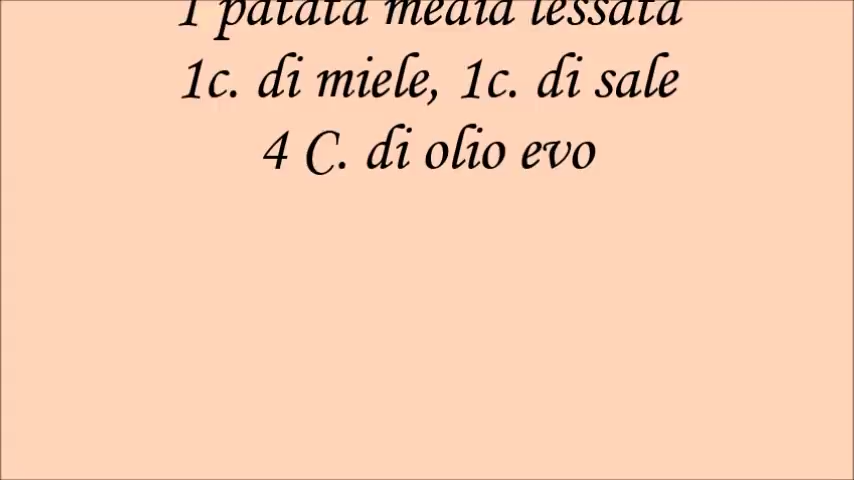 1 patata media lessata
1c. di miele, 1c. di sale
4 C. di olio evo